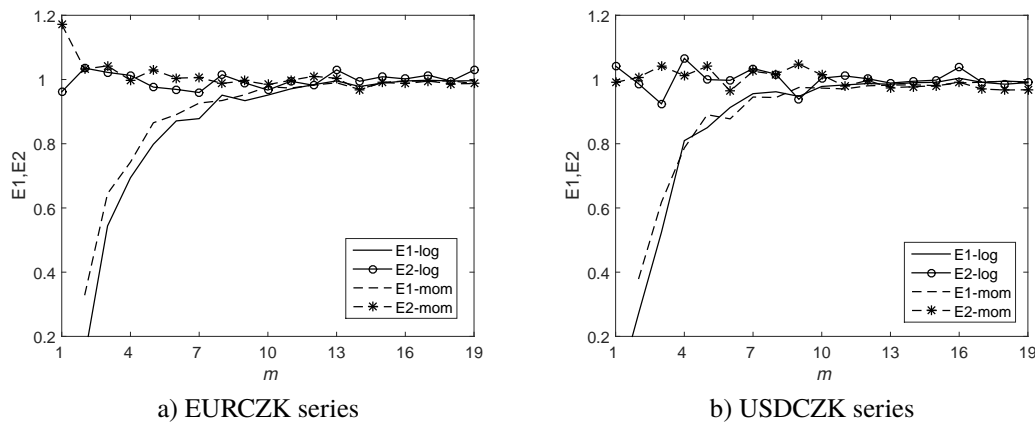 1.2
1
0.8
0.6
0.4
0.2
E1,E2
1 4 7 10 13 16 19
m
E1-log
E2-log
E1-mom
E2-mom
a) EURCZK series
1.2
1
0.8
0.6
0.4
0.2
E1,E2
1 4 7 10 13 16 19
m
E1-log
E2-log
E1-mom
E2-mom
b) USDCZK series